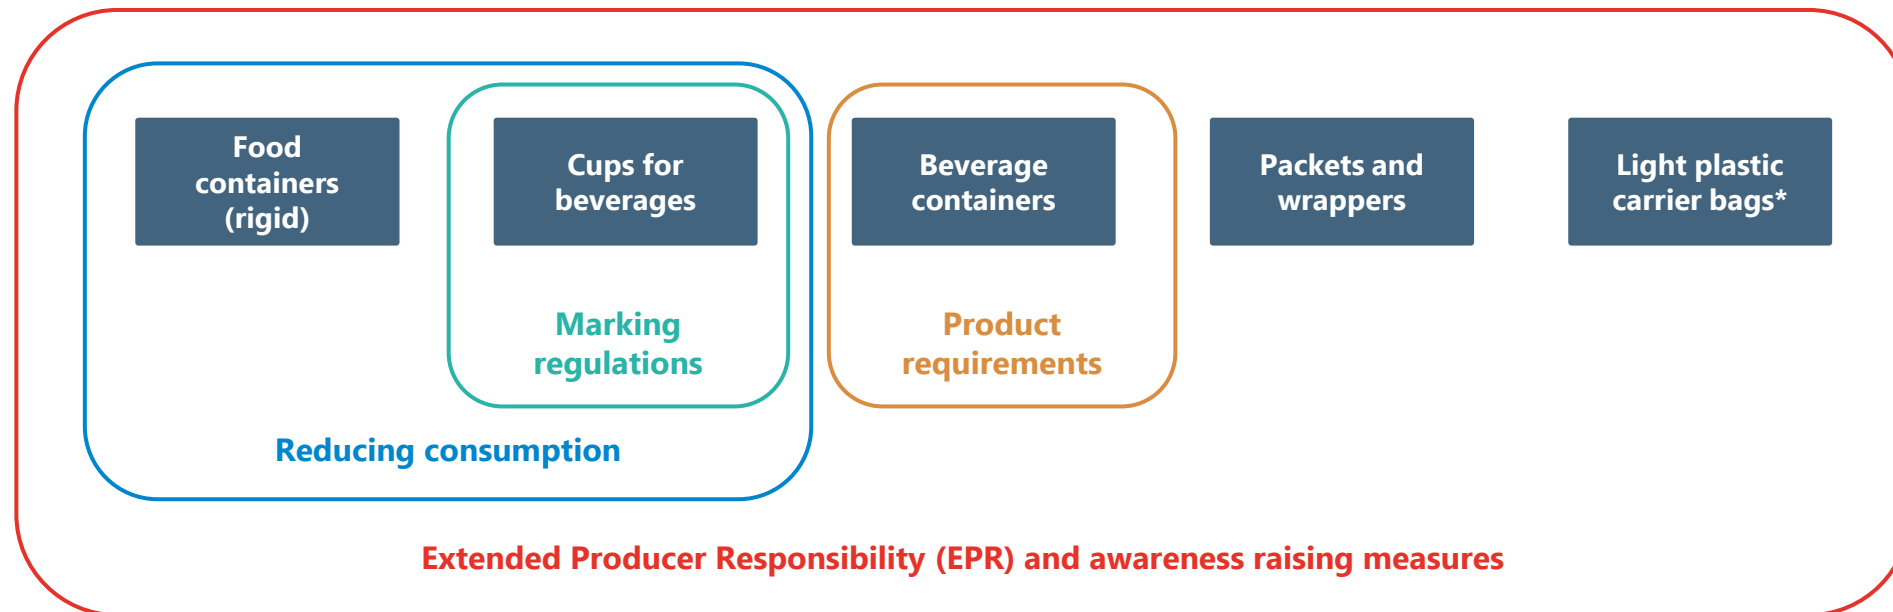 Food
containers
(rigid)
Cups for
beverages
Beverage
containers
Packets and
wrappers
Light plastic
carrier bags*
Marking
regulations
Product
requirements
Reducing consumption
Extended Producer Responsibility (EPR) and awareness raising measures